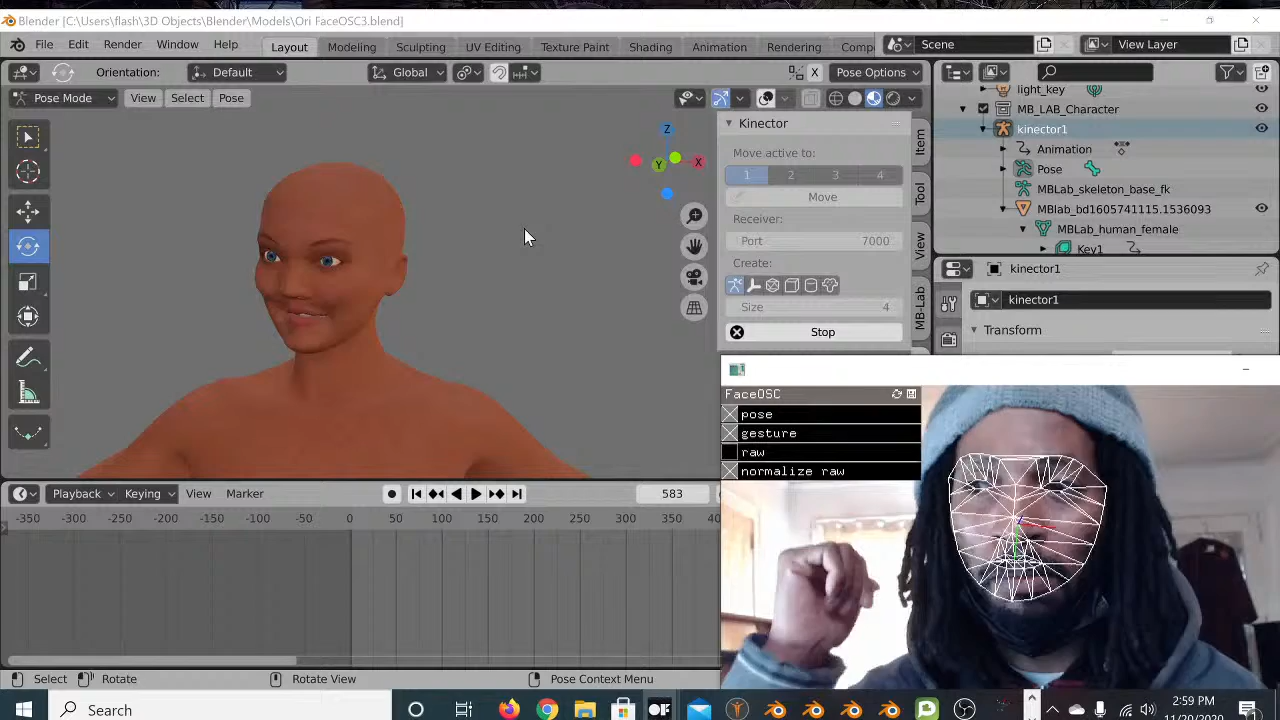 Blender [C:\Users\flash\3D Objects\Blender\Models\Ori FaceOSC3.blend]
File Edit Render Window Help Layout Modeling Sculpting UV Editing Texture Paint Shading Animation Rendering Comp Scene View Layer
Orientation: Default Global X Pose Options
Pose Mode View Select Pose
light_key
MB_LAB_Character
kinector1
Animation
Pose
MBLab_skeleton_base_fk
MBlab_bd1605741115.1536093
MBLab_human_female
Key1
Z
X
Y
Kinector
Move active to:
1 2 3 4
Move
Receiver:
Port 7000
Create:
Size 4
Stop
Item
Tool
View
MB-Lab
kinector1
kinector1
Transform
FaceOSC
pose
gesture
raw
normalize raw
Playback Keying View Marker 583
-350 -300 -250 -200 -150 -100 -50 0 50 100 150 200 250 300 350 40
Select Rotate Rotate View Pose Context Menu
Search
2:59 PM
11/20/2020